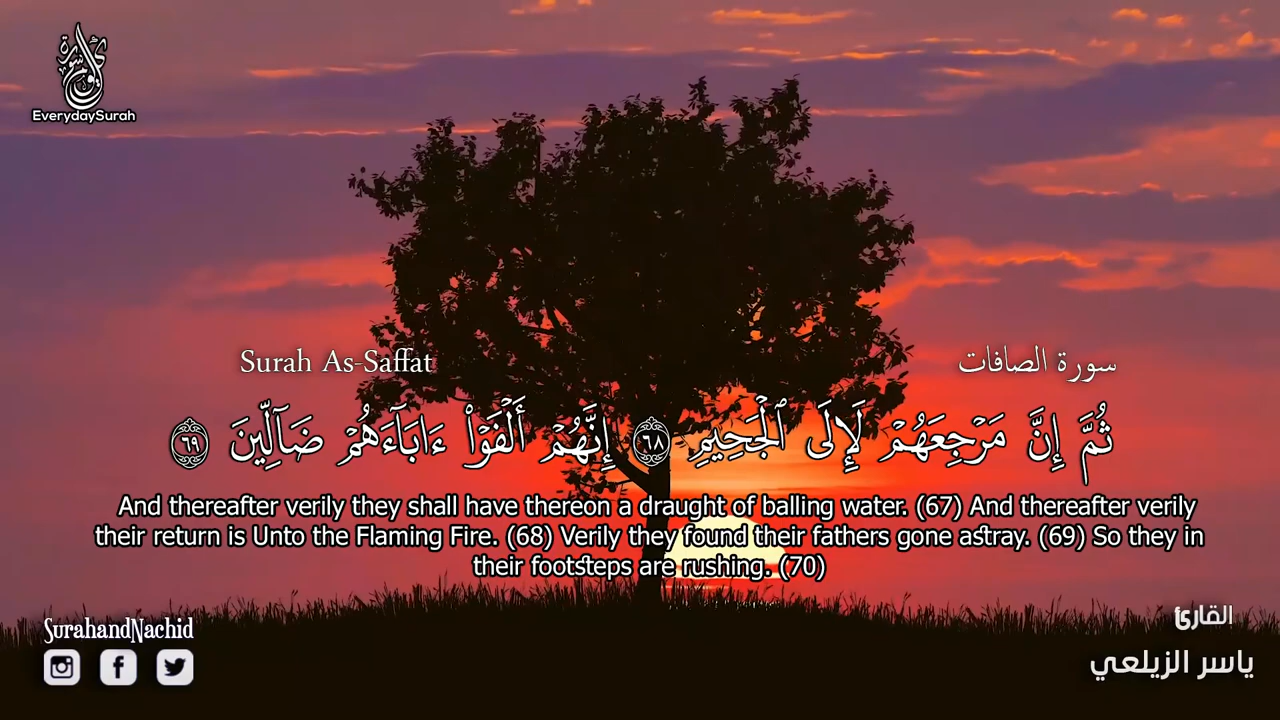 كل يوم سورة
EverydaySurah
Surah As-Saffat
سورة الصافات
ثُمَّ إِنَّ مَرْجِعَهُمْ لَإِلَى ٱلْجَحِيمِ ٦٨ إِنَّهُمْ أَلْفَوْا۟ ءَابَآءَهُمْ ضَآلِّينَ ٦٩
And thereafter verily they shall have thereon a draught of balling water. (67) And thereafter verily
their return is Unto the Flaming Fire. (68) Verily they found their fathers gone astray. (69) So they in
their footsteps are rushing. (70)
SurahandNachid
القارئ
ياسر الزيلعي